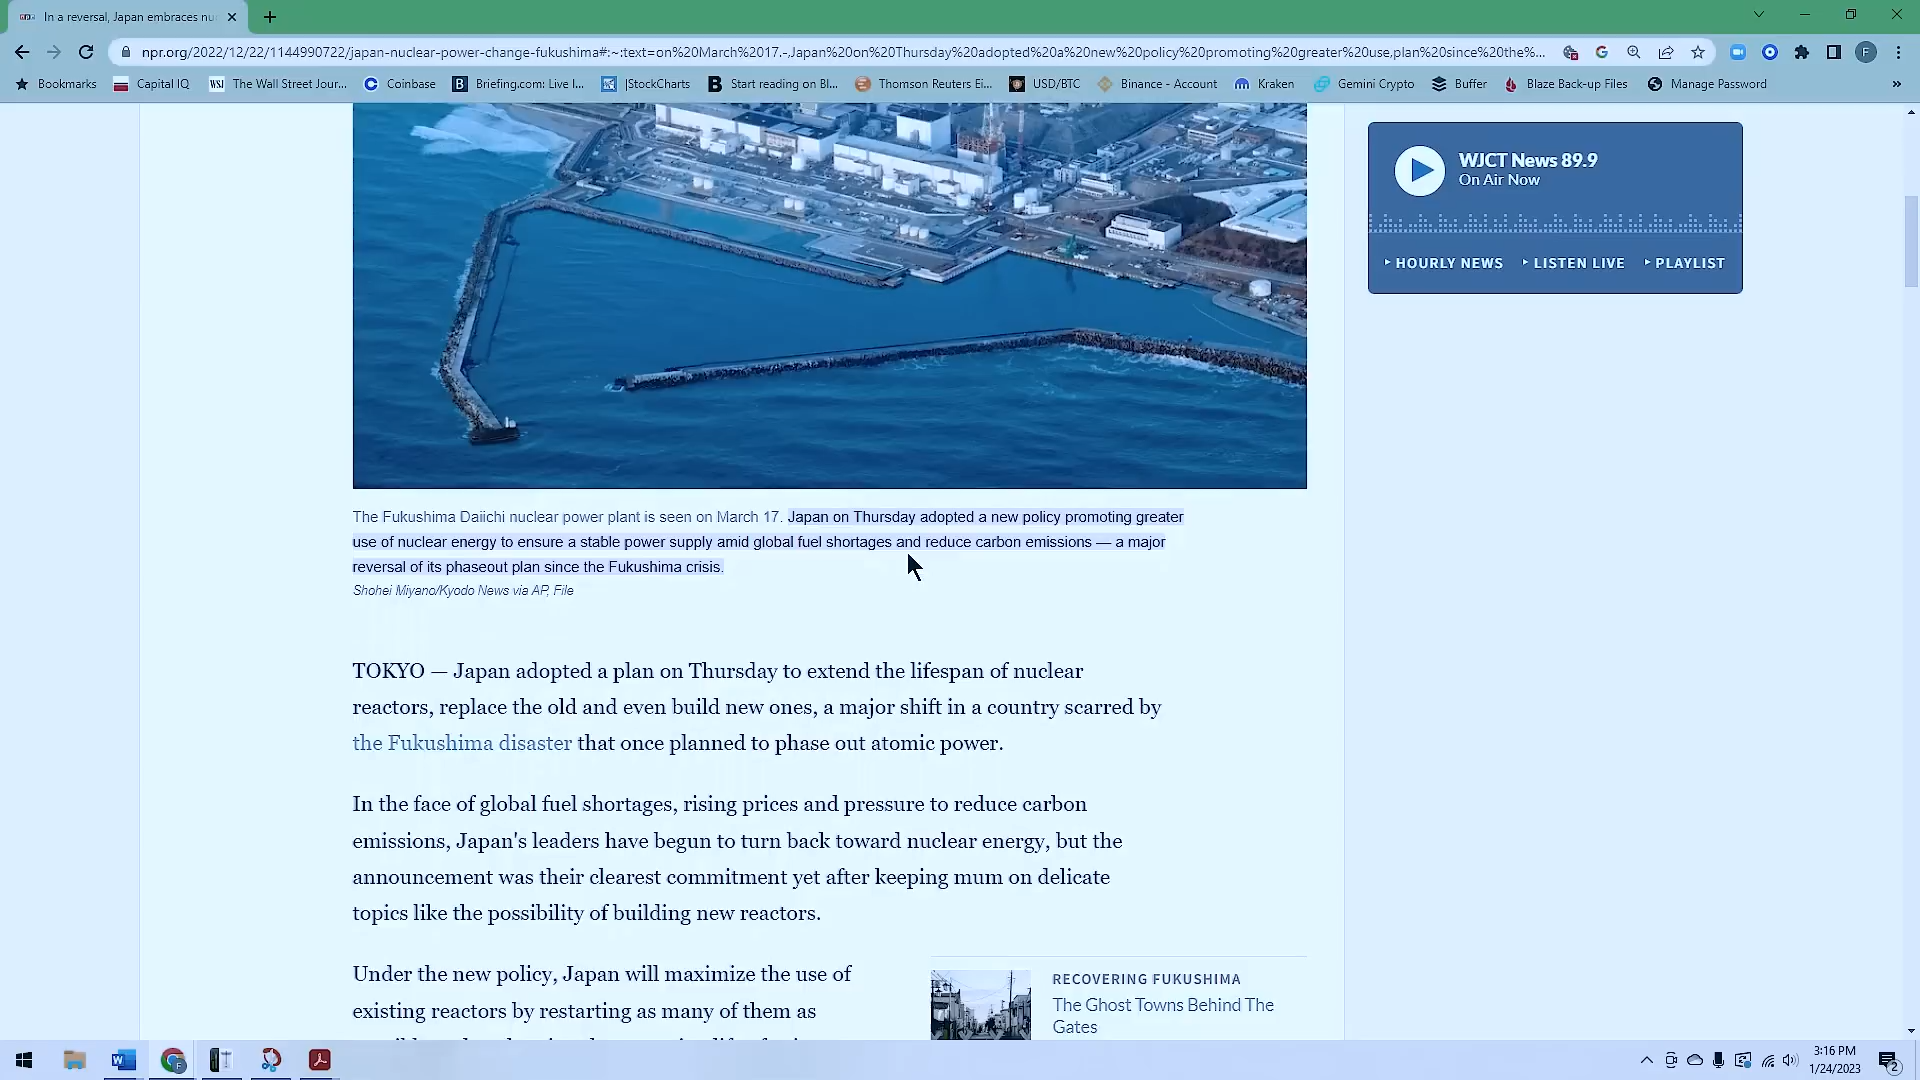 In a reversal, Japan embraces nu
npr.org/2022/12/22/1144990722/japan-nuclear-power-change-fukushima#:~:text=on%20March%2017.-,Japan%20on%20Thursday%20adopted%20a%20new%20policy%20promoting%20greater%20use,plan%20since%20the%...
F
Bookmarks
Capital IQ
WSJ
The Wall Street Jour...
Coinbase
B
Briefing.com: Live I...
|StockCharts
B
Start reading on Bl...
Thomson Reuters Ei...
USD/BTC
Binance - Account
Kraken
Gemini Crypto
Buffer
Blaze Back-up Files
Manage Password
»
WJCT News 89.9
On Air Now
HOURLY NEWS
LISTEN LIVE
PLAYLIST
The Fukushima Daiichi nuclear power plant is seen on March 17. Japan on Thursday adopted a new policy promoting greater
use of nuclear energy to ensure a stable power supply amid global fuel shortages and reduce carbon emissions — a major
reversal of its phaseout plan since the Fukushima crisis.
Shohei Miyano/Kyodo News via AP, File
TOKYO — Japan adopted a plan on Thursday to extend the lifespan of nuclear
reactors, replace the old and even build new ones, a major shift in a country scarred by
the Fukushima disaster that once planned to phase out atomic power.
In the face of global fuel shortages, rising prices and pressure to reduce carbon
emissions, Japan's leaders have begun to turn back toward nuclear energy, but the
announcement was their clearest commitment yet after keeping mum on delicate
topics like the possibility of building new reactors.
Under the new policy, Japan will maximize the use of
existing reactors by restarting as many of them as
RECOVERING FUKUSHIMA
The Ghost Towns Behind The
Gates
3:16 PM
1/24/2023
2